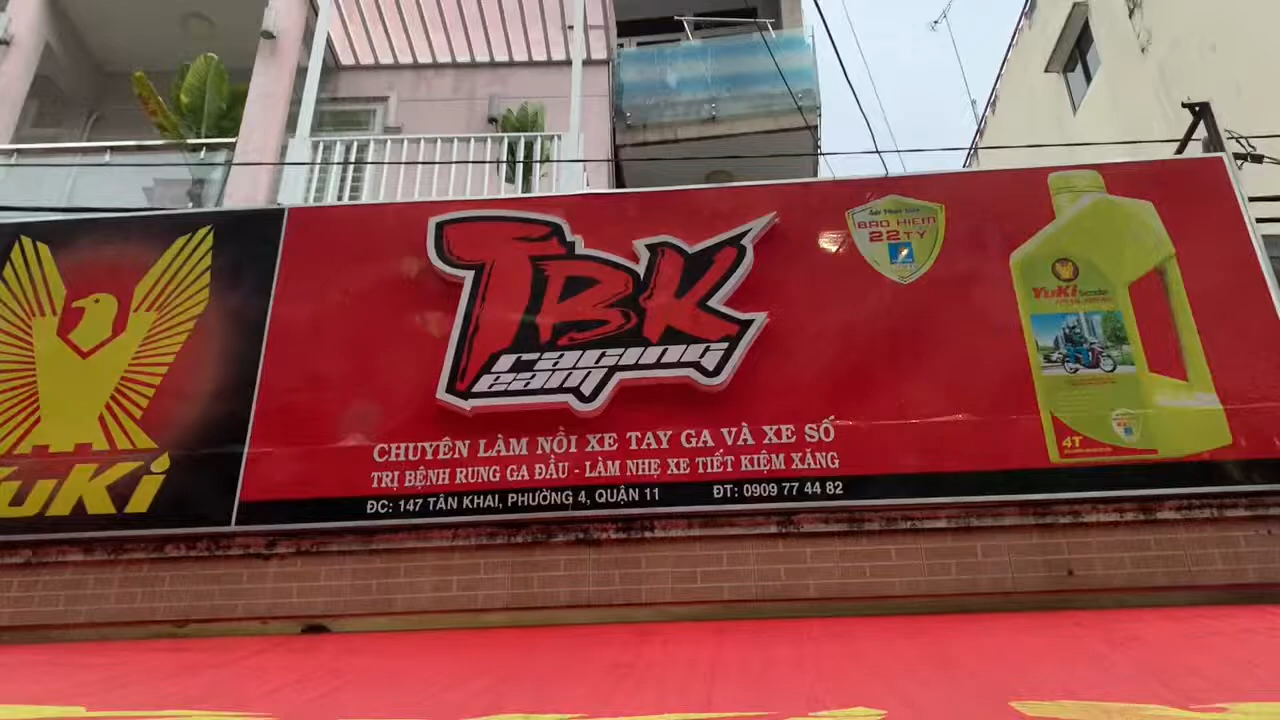 YuKi
TBK
racing
Team
BẢO HIỂM
22 TỶ
CHUYÊN LÀM NỒI XE TAY GA VÀ XE SỐ
TRỊ BỆNH RUNG GA ĐẦU - LÀM NHẸ XE TIẾT KIỆM XĂNG
ĐC: 147 TÂN KHAI, PHƯỜNG 4, QUẬN 11 ĐT: 0909 77 44 82
YuKi Scooter
4T